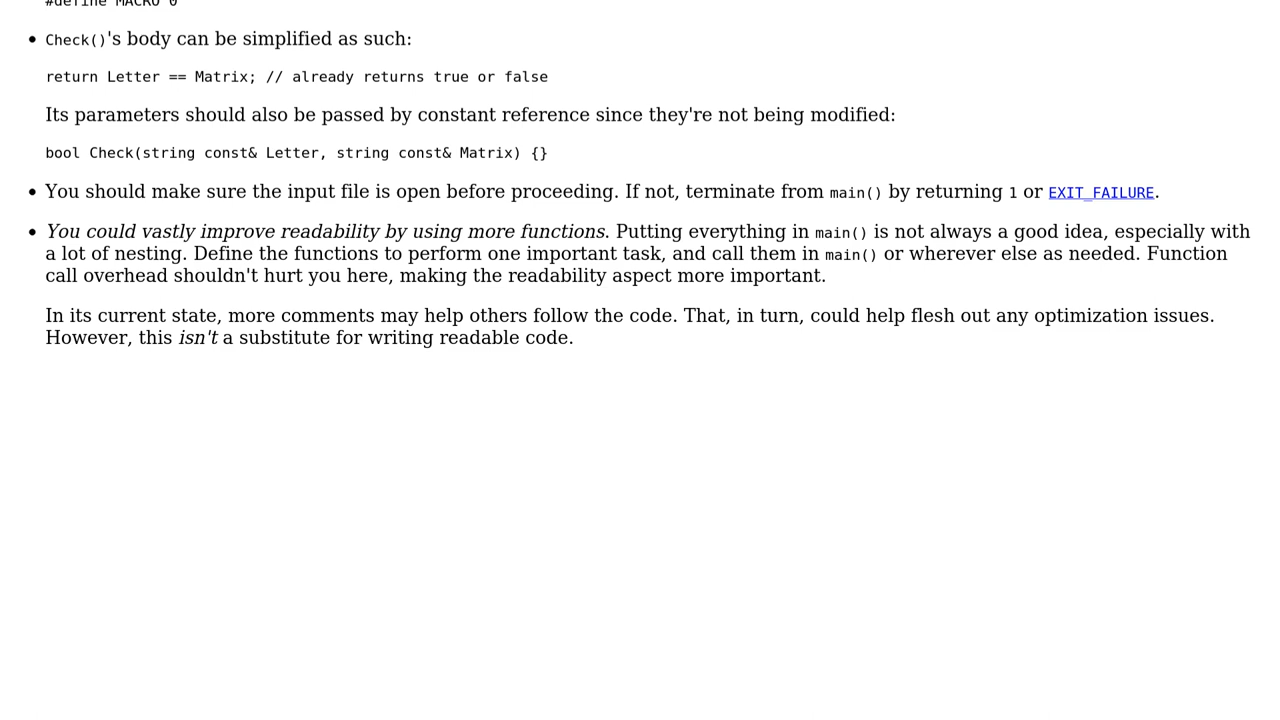 #define MACRO 0
Check()'s body can be simplified as such:
return Letter == Matrix; // already returns true or false
Its parameters should also be passed by constant reference since they're not being modified:
bool Check(string const& Letter, string const& Matrix) {}
You should make sure the input file is open before proceeding. If not, terminate from main() by returning 1 or EXIT_FAILURE.
You could vastly improve readability by using more functions. Putting everything in main() is not always a good idea, especially with
a lot of nesting. Define the functions to perform one important task, and call them in main() or wherever else as needed. Function
call overhead shouldn't hurt you here, making the readability aspect more important.
In its current state, more comments may help others follow the code. That, in turn, could help flesh out any optimization issues.
However, this isn't a substitute for writing readable code.